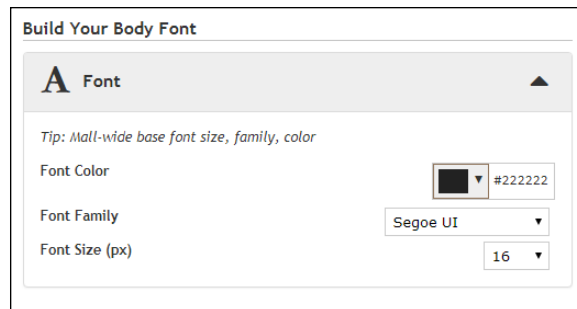 Build Your Body Font
A Font
Tip: Mall-wide base font size, family, color
Font Color #222222
Font Family Segoe UI
Font Size (px) 16